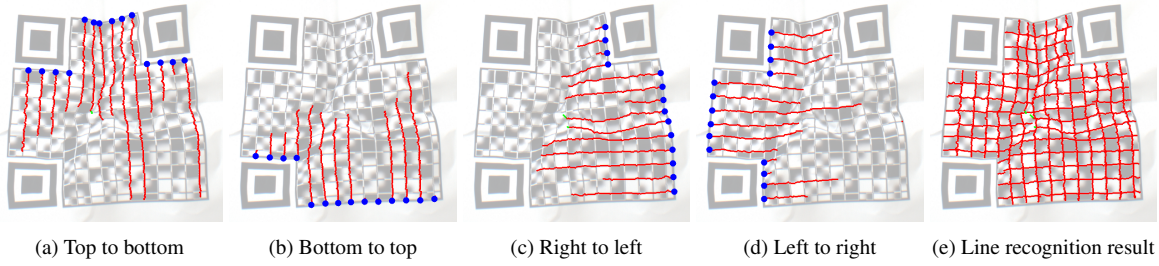 (a) Top to bottom
(b) Bottom to top
(c) Right to left
(d) Left to right
(e) Line recognition result